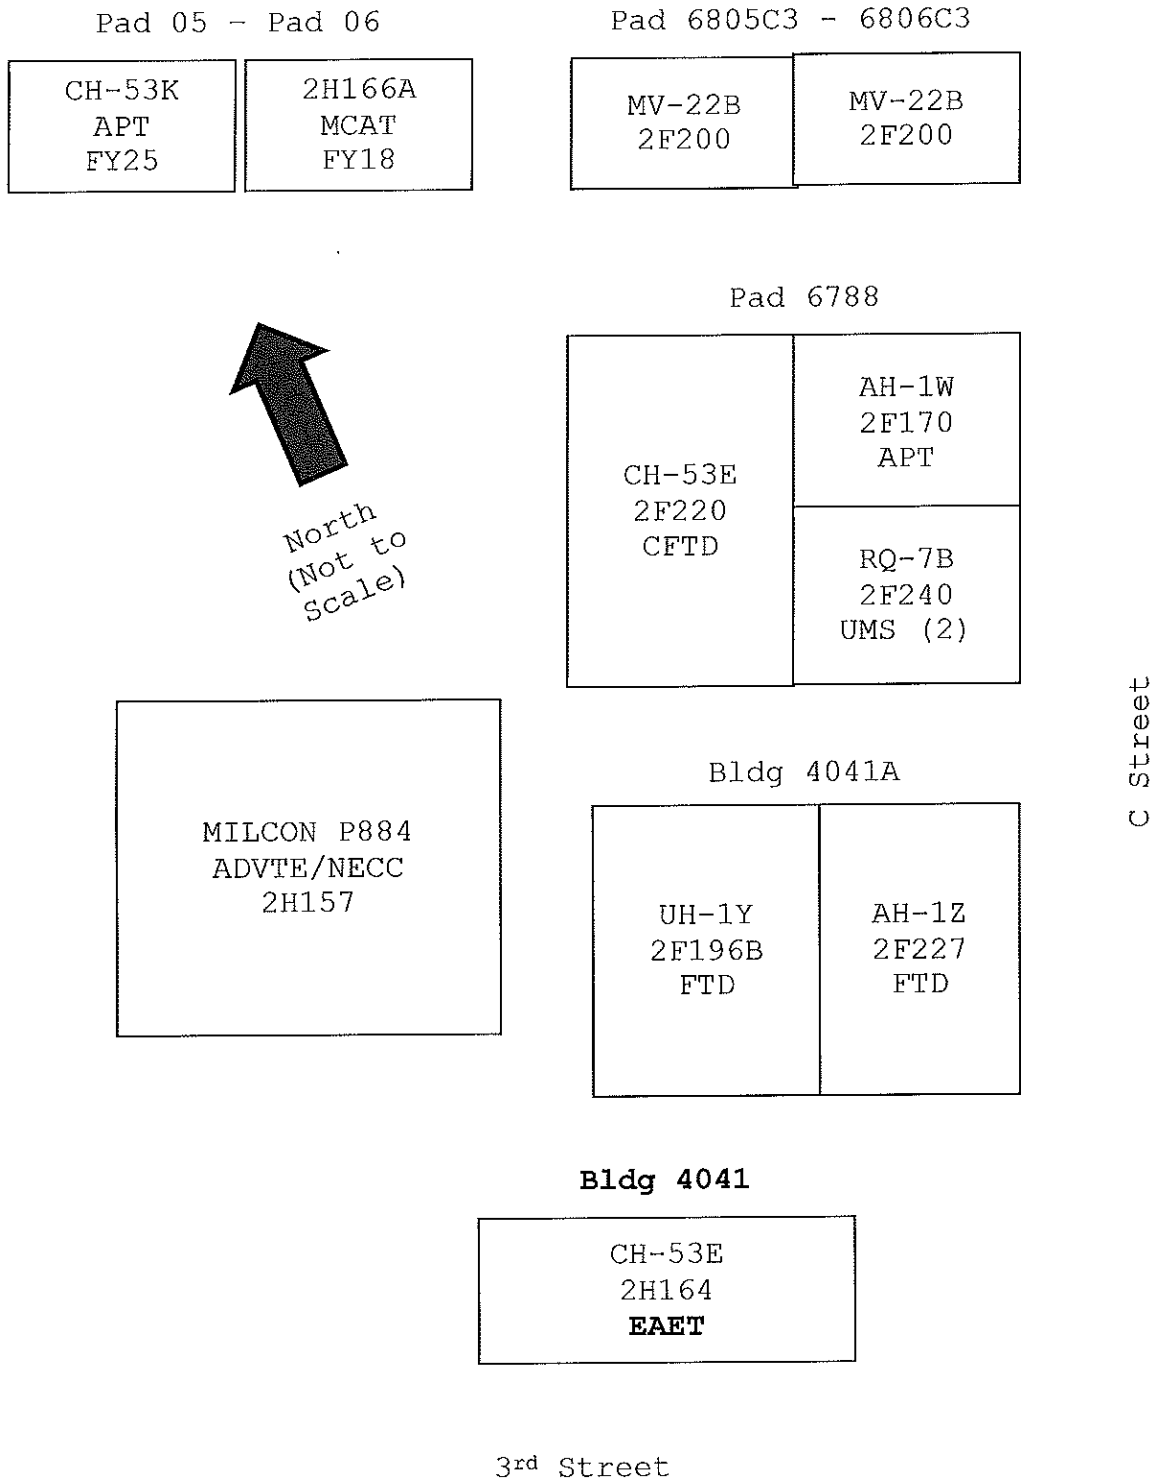 Pad 05 - Pad 06
CH-53K
APT
FY25
2H166A
MCAT
FY18
Pad 6805C3 - 6806C3
MV-22B
2F200
MV-22B
2F200
Pad 6788
CH-53E
2F220
CFTD
AH-1W
2F170
APT
RQ-7B
2F240
UMS (2)
North
(Not to
Scale)
MILCON P884
ADVTE/NECC
2H157
Bldg 4041A
UH-1Y
2F196B
FTD
AH-1Z
2F227
FTD
C Street
Bldg 4041
CH-53E
2H164
EAET
3rd Street